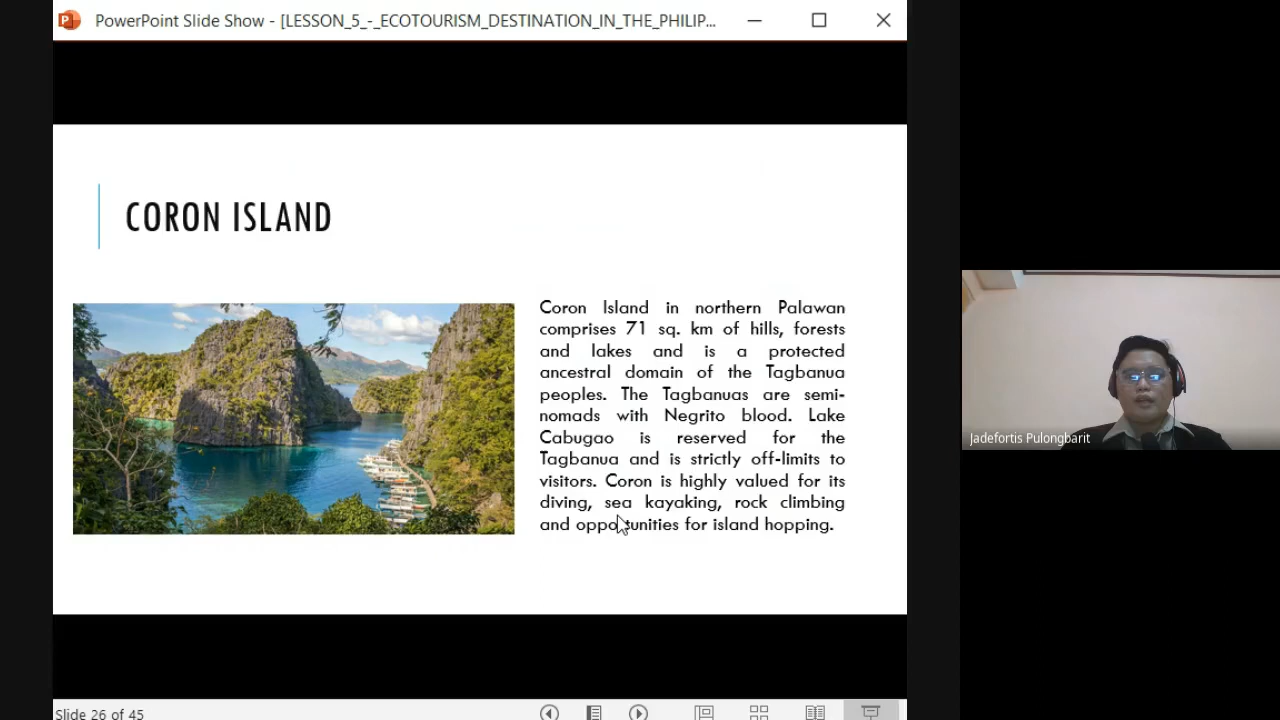 PowerPoint Slide Show - [LESSON_5_-_ECOTOURISM_DESTINATION_IN_THE_PHILIP...
CORON ISLAND
Coron Island in northern Palawan
comprises 71 sq. km of hills, forests
and lakes and is a protected
ancestral domain of the Tagbanua
peoples. The Tagbanuas are semi-
nomads with Negrito blood. Lake
Cabugao is reserved for the
Tagbanua and is strictly off-limits to
visitors. Coron is highly valued for its
diving, sea kayaking, rock climbing
and opportunities for island hopping.
Jadefortis Pulongbarit
Slide 26 of 45